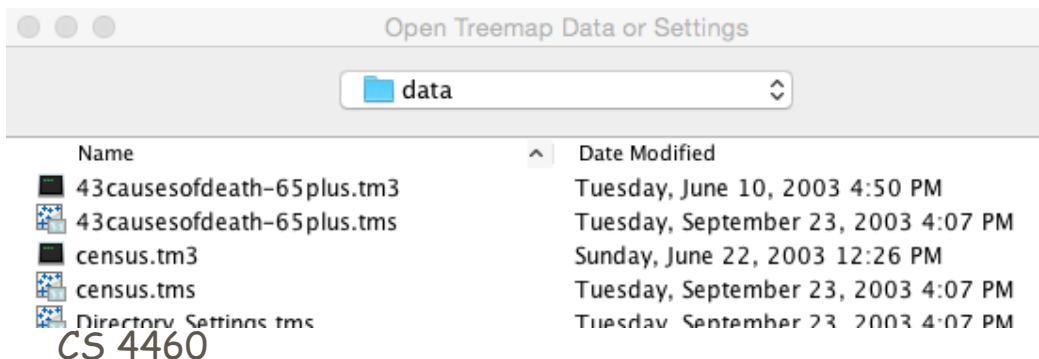 Open Treemap Data or Settings
data
Name Date Modified
43causesofdeath-65plus.tm3 Tuesday, June 10, 2003 4:50 PM
43causesofdeath-65plus.tms Tuesday, September 23, 2003 4:07 PM
census.tm3 Sunday, June 22, 2003 12:26 PM
census.tms Tuesday, September 23, 2003 4:07 PM
Directory_Settings.tms Tuesday, September 23, 2003 4:07 PM
CS 4460